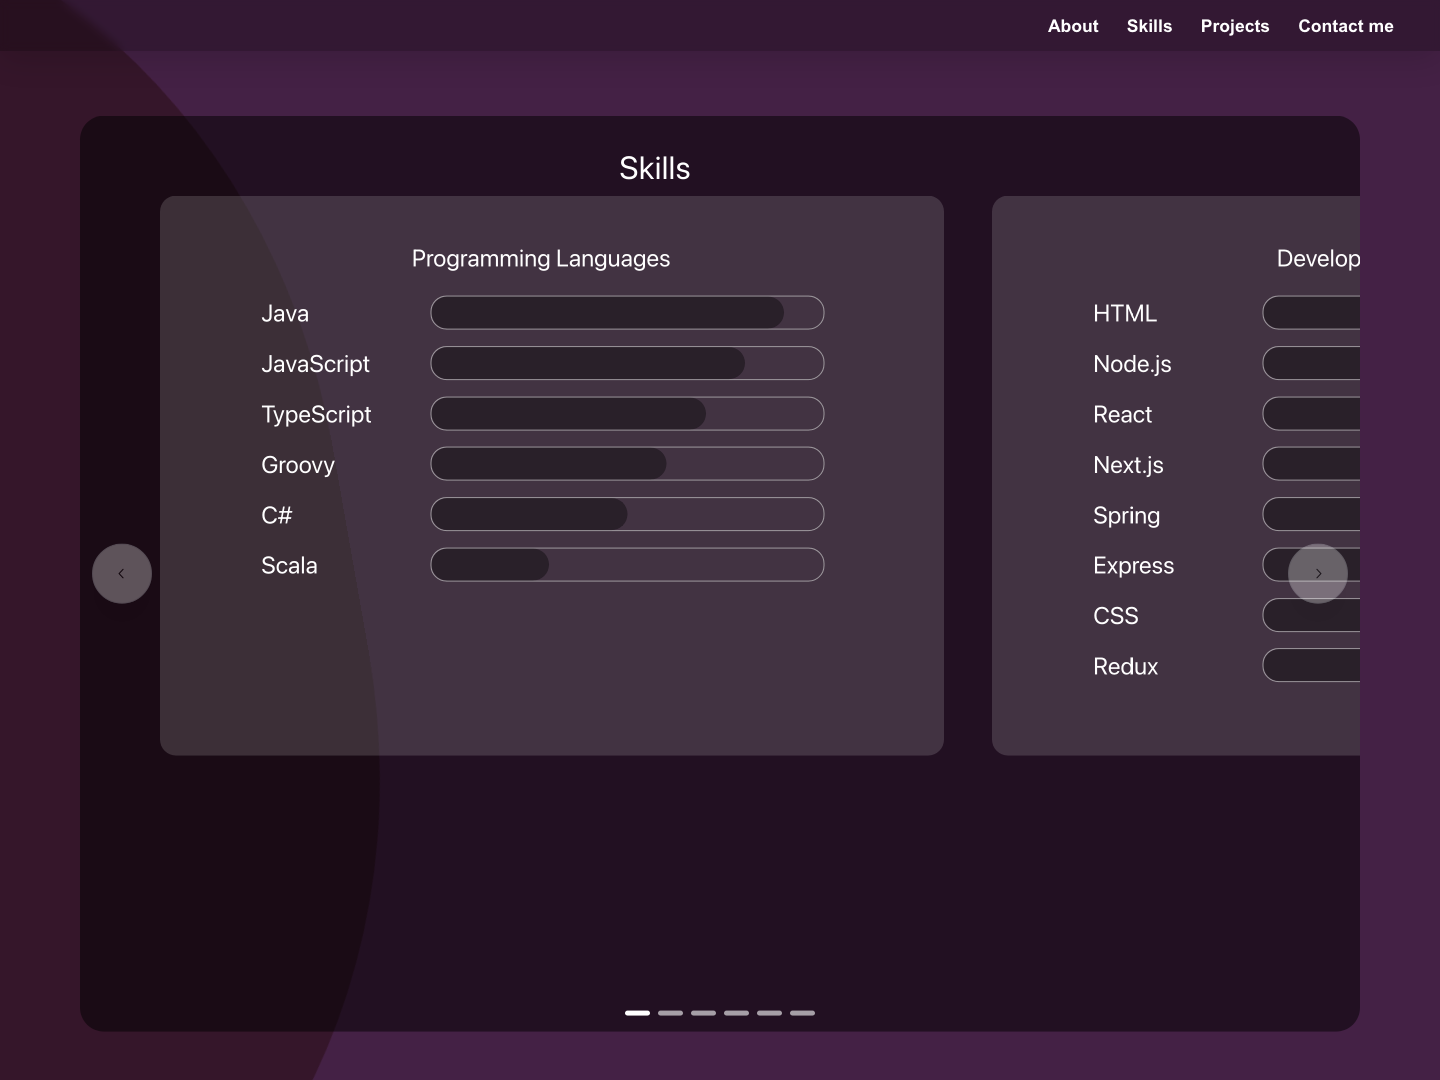 About Skills Projects Contact me
Skills
Programming Languages
Java
JavaScript
TypeScript
Groovy
C#
Scala
Develop
HTML
Node.js
React
Next.js
Spring
Express
CSS
Redux